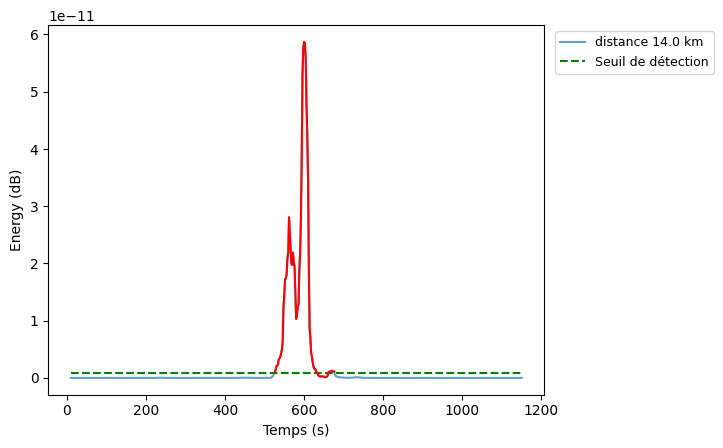 1e−11
distance 14.0 km
Seuil de détection
6
5
4
3
2
1
0
Energy (dB)
0 200 400 600 800 1000 1200
Temps (s)